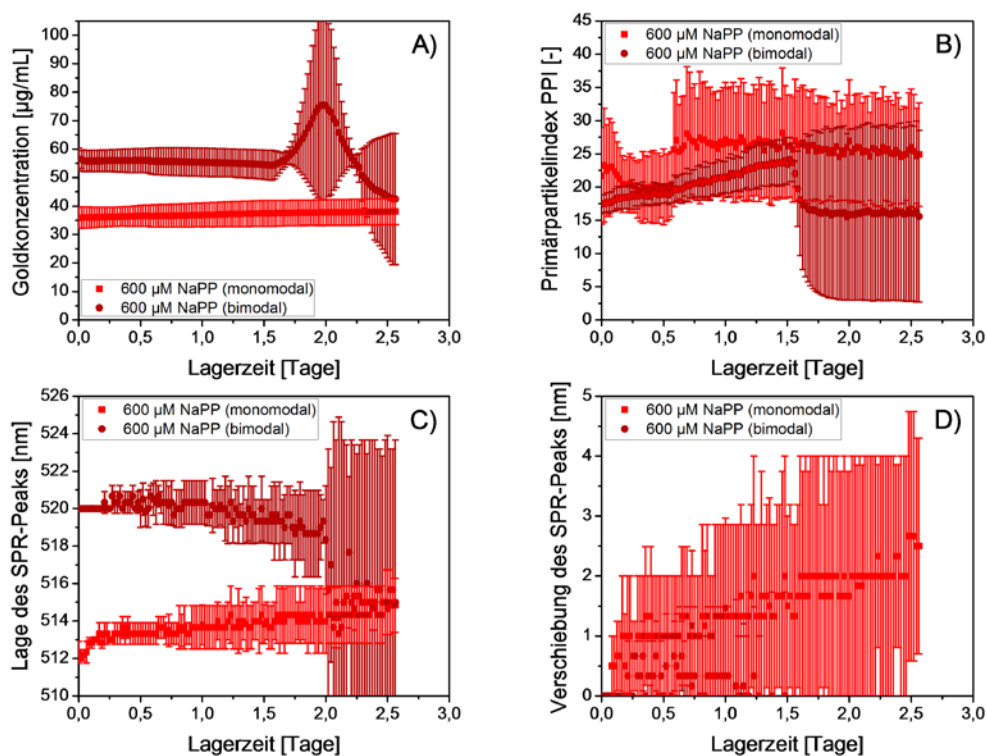 A)
Goldkonzentration [µg/mL]
105
100
90
80
70
60
50
40
30
20
10
0
600 µM NaPP (monomodal)
600 µM NaPP (bimodal)
0,0 0,5 1,0 1,5 2,0 2,5 3,0
Lagerzeit [Tage]
B)
Primärpartikelindex PPI [-]
45
40
35
30
25
20
15
10
5
0
600 µM NaPP (monomodal)
600 µM NaPP (bimodal)
0,0 0,5 1,0 1,5 2,0 2,5 3,0
Lagerzeit [Tage]
C)
Lage des SPR-Peaks [nm]
526
524
522
520
518
516
514
512
510
600 µM NaPP (monomodal)
600 µM NaPP (bimodal)
0,0 0,5 1,0 1,5 2,0 2,5 3,0
Lagerzeit [Tage]
D)
Verschiebung des SPR-Peaks [nm]
5
4
3
2
1
0
600 µM NaPP (monomodal)
600 µM NaPP (bimodal)
0,0 0,5 1,0 1,5 2,0 2,5 3,0
Lagerzeit [Tage]